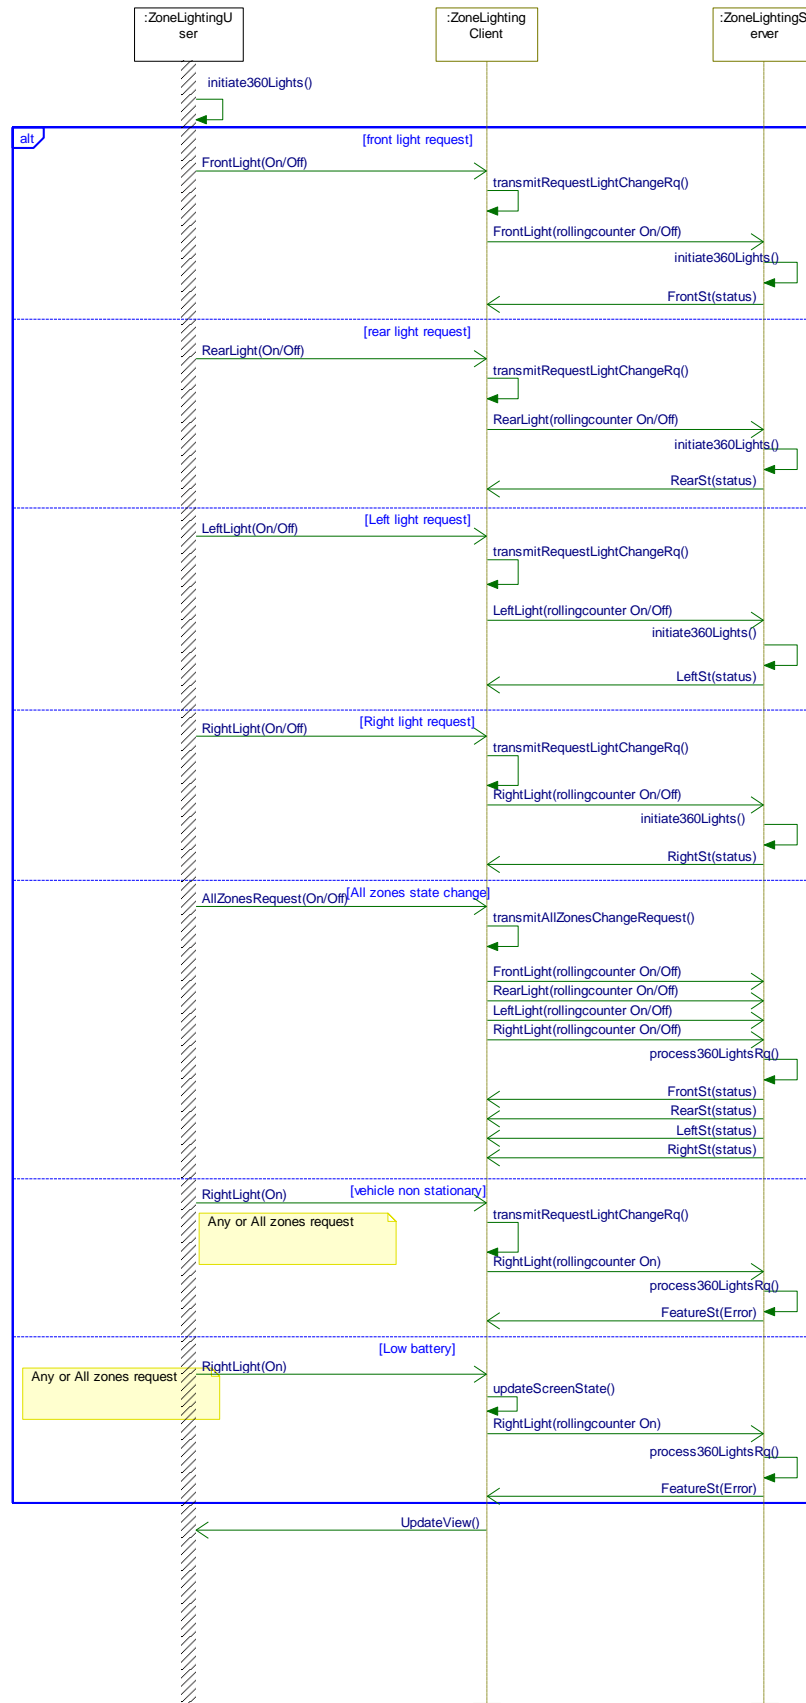 :ZoneLightingU
ser
:ZoneLighting
Client
:ZoneLightingS
erver
initiate360Lights()
alt
[front light request]
FrontLight(On/Off)
transmitRequestLightChangeRq()
FrontLight(rollingcounter On/Off)
initiate360Lights()
FrontSt(status)
[rear light request]
RearLight(On/Off)
transmitRequestLightChangeRq()
RearLight(rollingcounter On/Off)
initiate360Lights()
RearSt(status)
[Left light request]
LeftLight(On/Off)
transmitRequestLightChangeRq()
LeftLight(rollingcounter On/Off)
initiate360Lights()
LeftSt(status)
[Right light request]
RightLight(On/Off)
transmitRequestLightChangeRq()
RightLight(rollingcounter On/Off)
initiate360Lights()
RightSt(status)
[All zones state change]
AllZonesRequest(On/Off)
transmitAllZonesChangeRequest()
FrontLight(rollingcounter On/Off)
RearLight(rollingcounter On/Off)
LeftLight(rollingcounter On/Off)
RightLight(rollingcounter On/Off)
process360LightsRq()
FrontSt(status)
RearSt(status)
LeftSt(status)
RightSt(status)
[vehicle non stationary]
RightLight(On)
Any or All zones request
transmitRequestLightChangeRq()
RightLight(rollingcounter On)
process360LightsRq()
FeatureSt(Error)
[Low battery]
RightLight(On)
Any or All zones request
updateScreenState()
RightLight(rollingcounter On)
process360LightsRq()
FeatureSt(Error)
UpdateView()